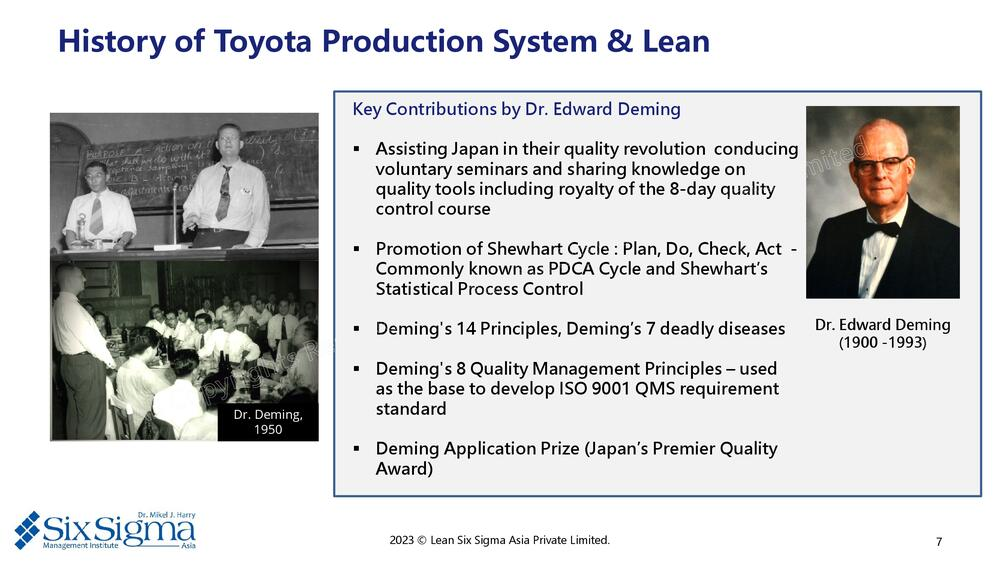 History of Toyota Production System & Lean
Key Contributions by Dr. Edward Deming
▪ Assisting Japan in their quality revolution conducing
voluntary seminars and sharing knowledge on
quality tools including royalty of the 8-day quality
control course
▪ Promotion of Shewhart Cycle : Plan, Do, Check, Act -
Commonly known as PDCA Cycle and Shewhart’s
Statistical Process Control
▪ Deming's 14 Principles, Deming’s 7 deadly diseases
▪ Deming's 8 Quality Management Principles – used
as the base to develop ISO 9001 QMS requirement
standard
▪ Deming Application Prize (Japan’s Premier Quality
Award)
Dr. Edward Deming
(1900 -1993)
Dr. Deming,
1950
Dr. Mikel J. Harry
Six Sigma
Management Institute Asia
2023 © Lean Six Sigma Asia Private Limited.
7